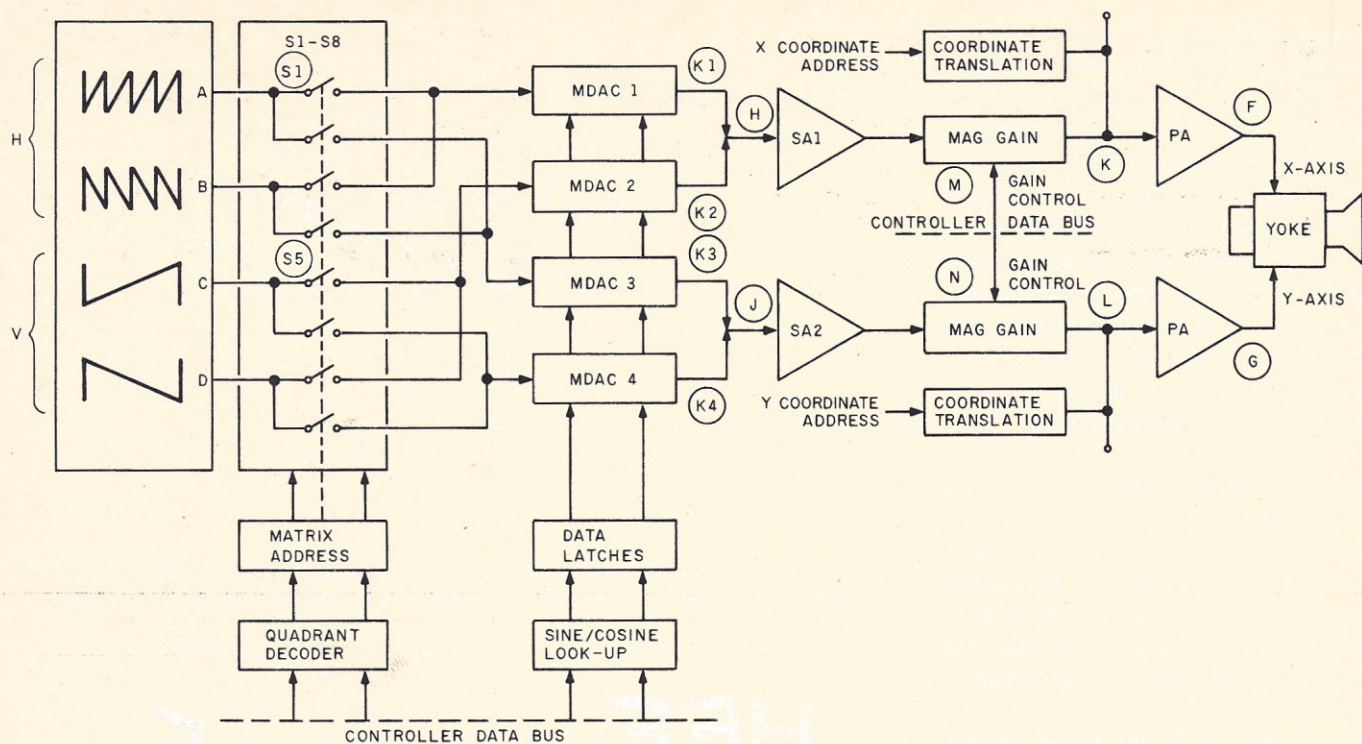 H
V
A
B
C
D
S1-S8
S1
S5
MATRIX
ADDRESS
QUADRANT
DECODER
MDAC 1
MDAC 2
MDAC 3
MDAC 4
DATA
LATCHES
SINE/COSINE
LOOK-UP
CONTROLLER DATA BUS
K1
K2
K3
K4
H
J
SA1
SA2
X COORDINATE
ADDRESS
COORDINATE
TRANSLATION
MAG GAIN
M
GAIN
CONTROL
CONTROLLER DATA BUS
N
GAIN
CONTROL
MAG GAIN
Y COORDINATE
ADDRESS
COORDINATE
TRANSLATION
K
L
PA
PA
F
G
X-AXIS
YOKE
Y-AXIS